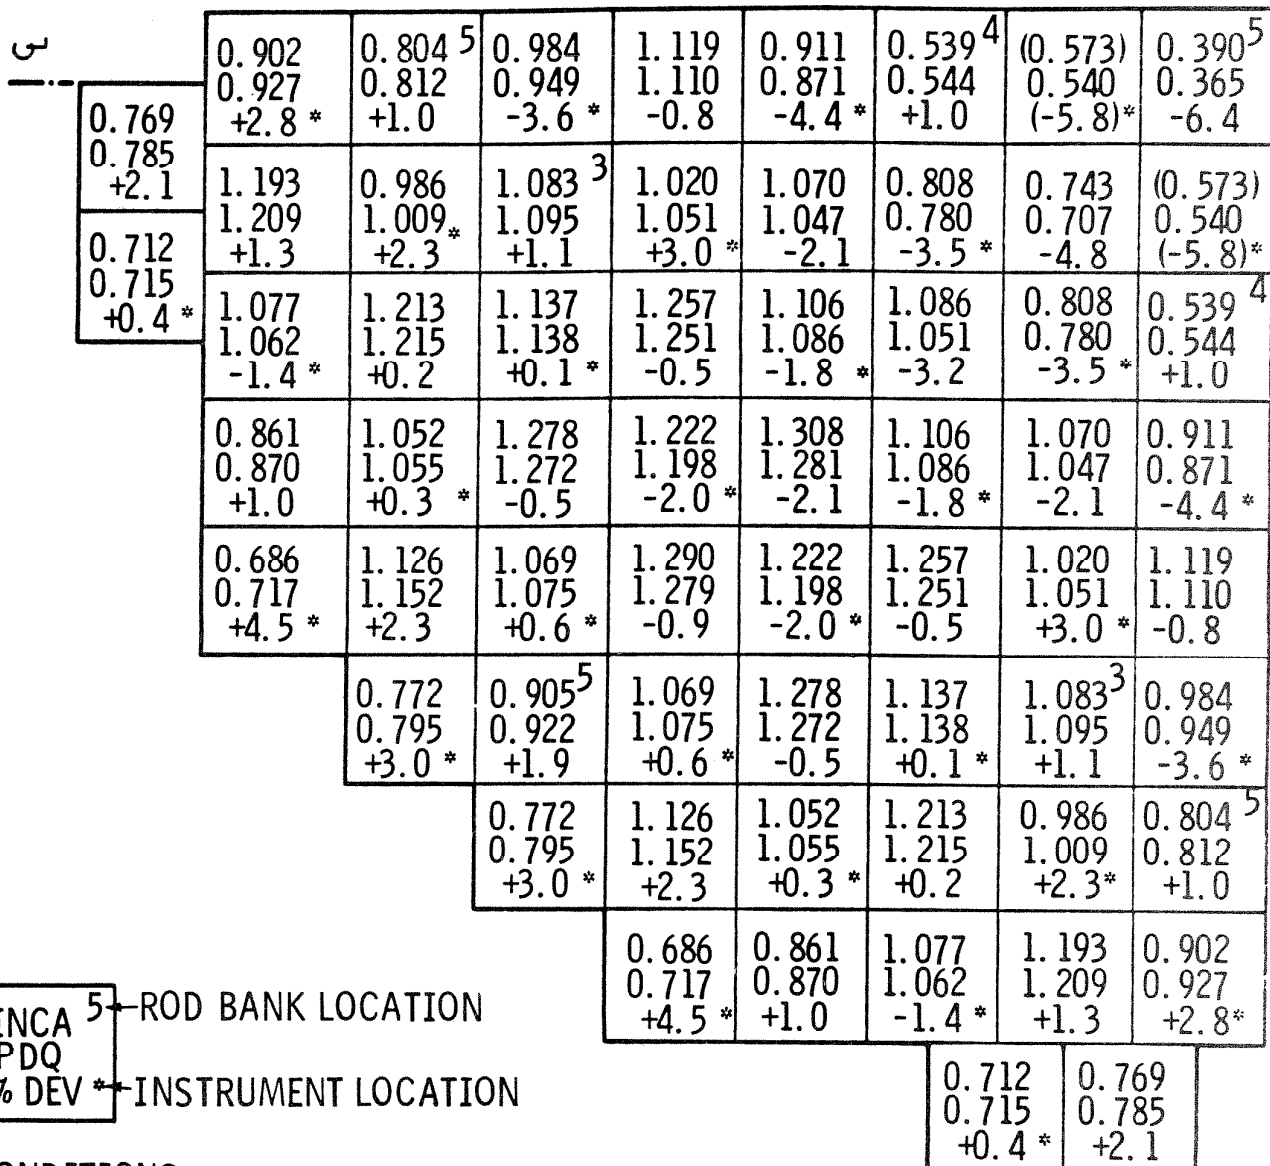 0.902 0.804 5 0.984 1.119 0.911 0.539 4 (0.573) 0.390 5
0.927 0.812 0.949 1.110 0.871 0.544 0.540 0.365
+2.8 * +1.0 -3.6 * -0.8 -4.4 * +1.0 (-5.8)* -6.4
0.769
0.785
+2.1
1.193 0.986 1.083 3 1.020 1.070 0.808 0.743 (0.573)
1.209 1.009 1.095 1.051 1.047 0.780 0.707 0.540
+1.3 +2.3 * +1.1 +3.0 * -2.1 -3.5 * -4.8 (-5.8)*
0.712
0.715
+0.4 *
1.077 1.213 1.137 1.257 1.106 1.086 0.808 0.539 4
1.062 1.215 1.138 1.251 1.086 1.051 0.780 0.544
-1.4 * +0.2 +0.1 * -0.5 -1.8 * -3.2 -3.5 * +1.0
0.861 1.052 1.278 1.222 1.308 1.106 1.070 0.911
0.870 1.055 1.272 1.198 1.281 1.086 1.047 0.871
+1.0 +0.3 * -0.5 -2.0 * -2.1 -1.8 * -2.1 -4.4 *
0.686 1.126 1.069 1.290 1.222 1.257 1.020 1.119
0.717 1.152 1.075 1.279 1.198 1.251 1.051 1.110
+4.5 * +2.3 +0.6 * -0.9 -2.0 * -0.5 +3.0 * -0.8
0.772 0.905 5 1.069 1.278 1.137 1.083 3 0.984
0.795 0.922 1.075 1.272 1.138 1.095 0.949
+3.0 * +1.9 +0.6 * -0.5 +0.1 * +1.1 -3.6 *
0.772 1.126 1.052 1.213 0.986 0.804 5
0.795 1.152 1.055 1.215 1.009 0.812
+3.0 * +2.3 +0.3 * +0.2 +2.3* +1.0
0.686 0.861 1.077 1.193 0.902
0.717 0.870 1.062 1.209 0.927
+4.5 * +1.0 -1.4 * +1.3 +2.8*
0.712 0.769
0.715 0.785
+0.4 * +2.1
INCA 5 ROD BANK LOCATION
PDQ
% DEV * INSTRUMENT LOCATION